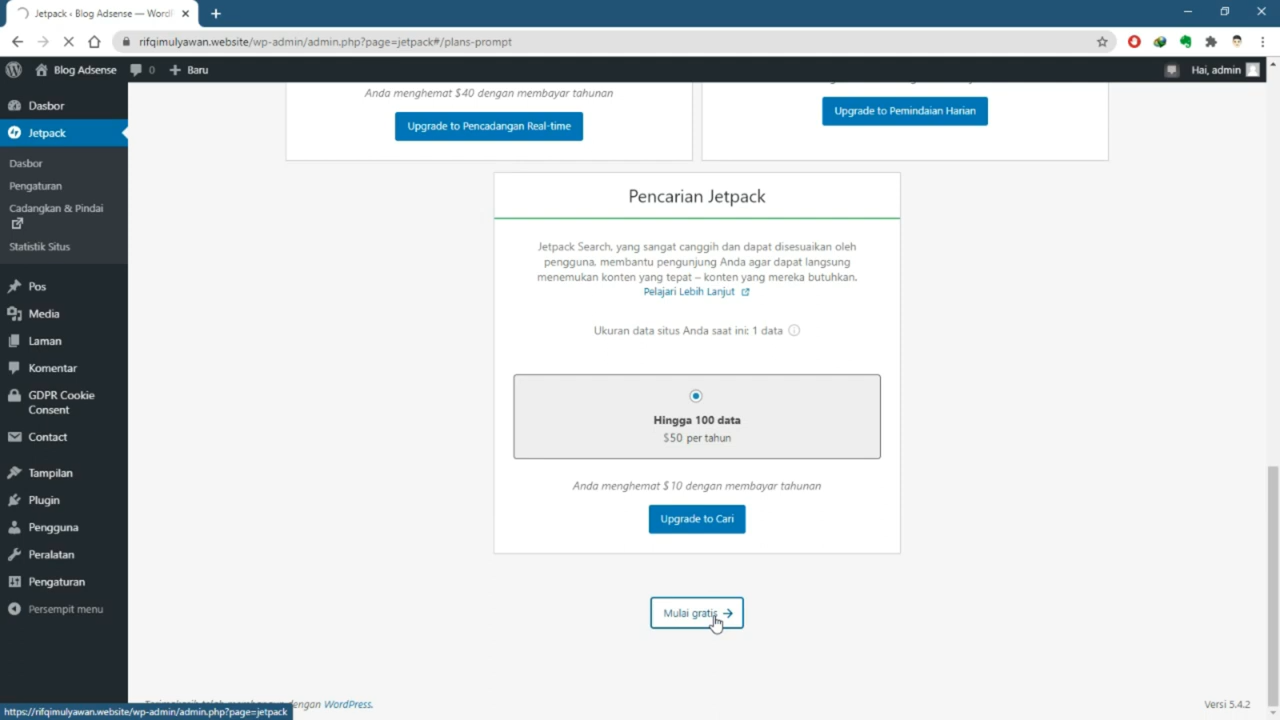 Jetpack ‹ Blog Adsense — Word
rifqimulyawan.website/wp-admin/admin.php?page=jetpack#/plans-prompt
Blog Adsense
0
Baru
Hai, admin
Dasbor
Jetpack
Dasbor
Pengaturan
Cadangkan & Pindai
Statistik Situs
Pos
Media
Laman
Komentar
GDPR Cookie
Consent
Contact
Tampilan
Plugin
Pengguna
Peralatan
Pengaturan
Persempit menu
Anda menghemat $40 dengan membayar tahunan
Upgrade to Pencadangan Real-time
Upgrade to Pemindaian Harian
Pencarian Jetpack
Jetpack Search, yang sangat canggih dan dapat disesuaikan oleh
pengguna, membantu pengunjung Anda agar dapat langsung
menemukan konten yang tepat – konten yang mereka butuhkan.
Pelajari Lebih Lanjut
Ukuran data situs Anda saat ini: 1 data
Hingga 100 data
$50 per tahun
Anda menghemat $10 dengan membayar tahunan
Upgrade to Cari
Mulai gratis →
dengan WordPress.
Versi 5.4.2
https://rifqimulyawan.website/wp-admin/admin.php?page=jetpack